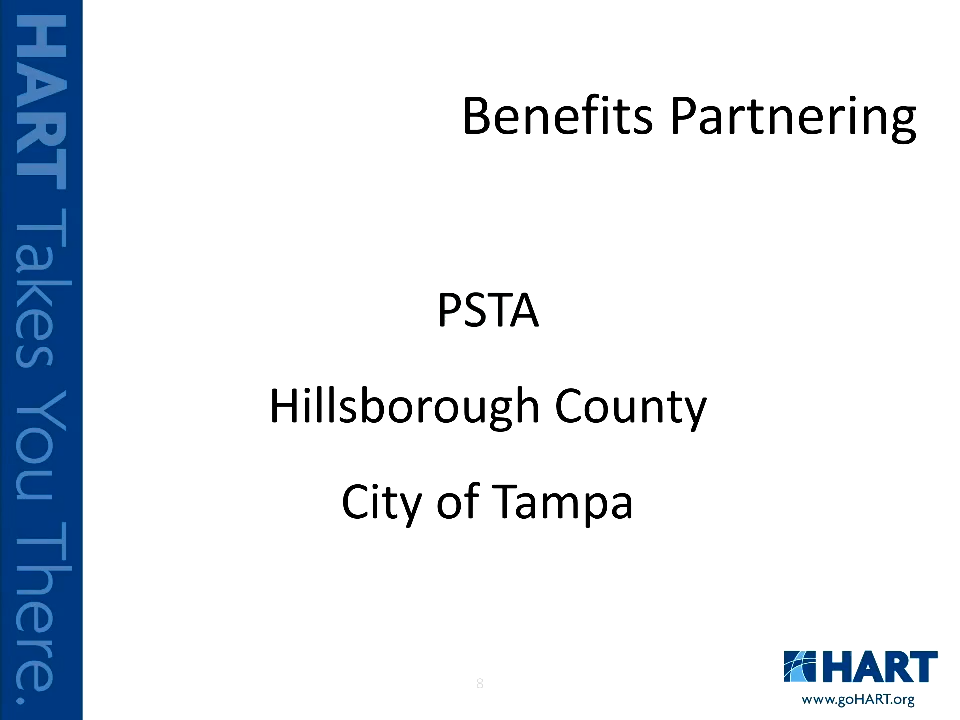 HART Takes You There.
Benefits Partnering
PSTA
Hillsborough County
City of Tampa
8
HART
www.goHART.org